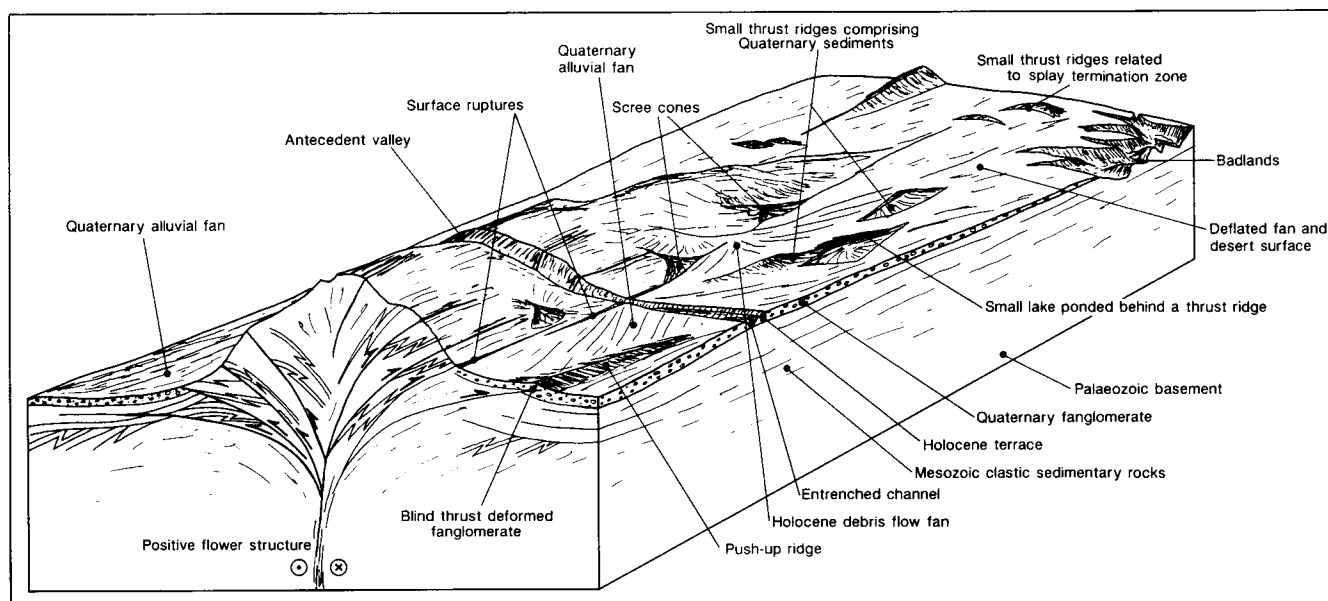 Small thrust ridges comprising
Quaternary sediments
Quaternary
alluvial fan
Small thrust ridges related
to splay termination zone
Surface ruptures
Scree cones
Antecedent valley
Badlands
Quaternary alluvial fan
Deflated fan and
desert surface
Small lake ponded behind a thrust ridge
Palaeozoic basement
Quaternary fanglomerate
Holocene terrace
Mesozoic clastic sedimentary rocks
Entrenched channel
Blind thrust deformed
fanglomerate
Holocene debris flow fan
Positive flower structure
Push-up ridge